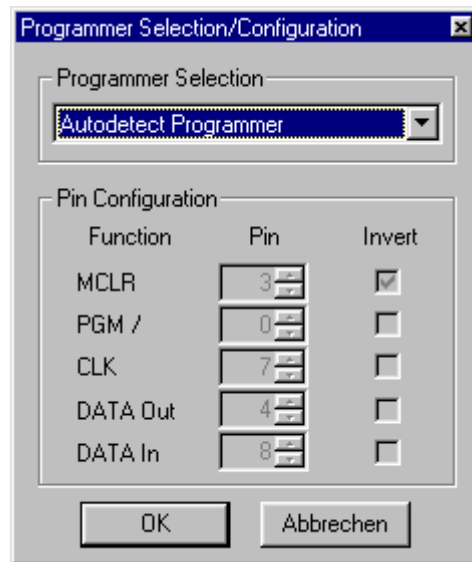 Programmer Selection/Configuration
Programmer Selection
Autodetect Programmer
Pin Configuration
Function Pin Invert
MCLR 3
PGM / 0
CLK 7
DATA Out 4
DATA In 8
OK Abbrechen